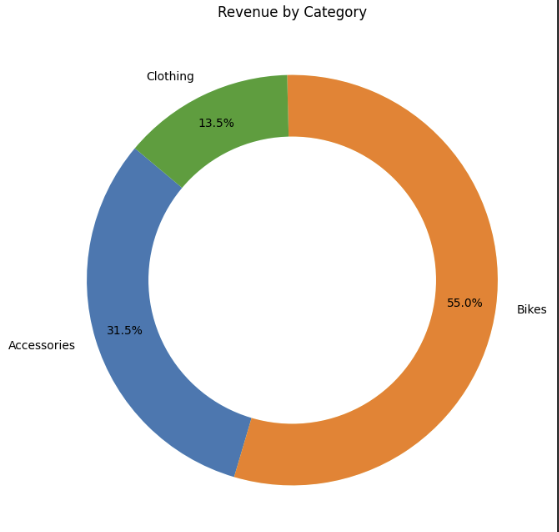 Revenue by Category
Clothing
13.5%
55.0%
Bikes
31.5%
Accessories